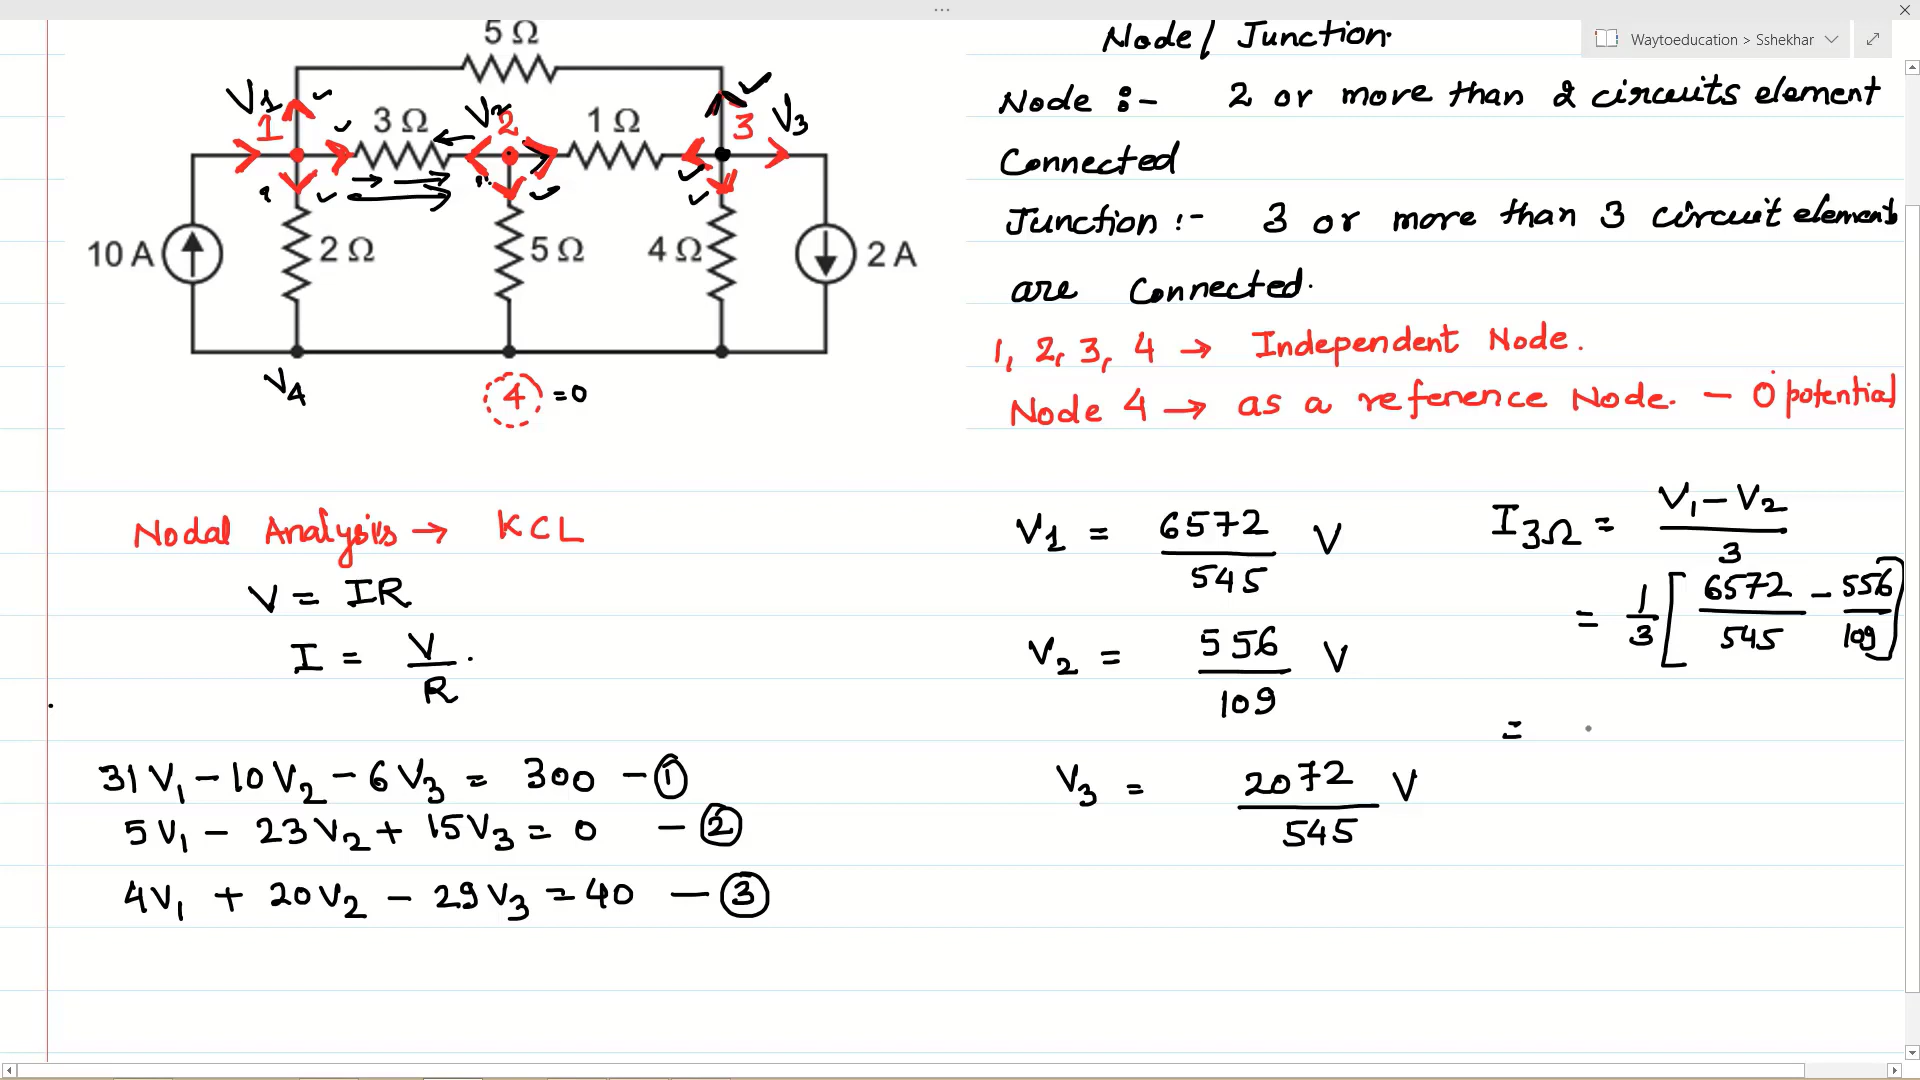 Node / Junction
Waytoeducation > Sshekhar
5 Ω
V1 1 3 Ω V2 2 1 Ω 3 V3
10 A 2 Ω 5 Ω 4 Ω 2 A
V4 4 = 0
Node :- 2 or more than 2 circuits element
Connected
Junction :- 3 or more than 3 circuit element
are Connected.
1, 2, 3, 4 → Independent Node.
Node 4 → as a reference Node. - 0 potential
Nodal Analysis → KCL
V = IR
I = V/R.
31V₁ - 10V₂ - 6V₃ = 300 - ①
5V₁ - 23V₂ + 15V₃ = 0 - ②
4V₁ + 20V₂ - 29V₃ = 40 - ③
V1 = 6572/545 V
V₂ = 556/109 V
V₃ = 2072/545 V
I₃Ω = (V₁ - V₂)/3
= 1/3 [6572/545 - 556/109]
=